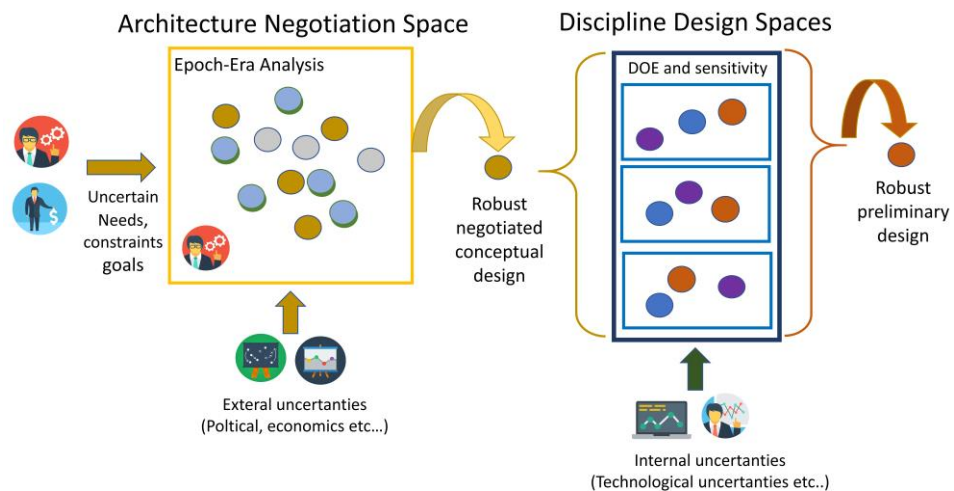 Architecture Negotiation Space
Discipline Design Spaces
Epoch-Era Analysis
DOE and sensitivity
Uncertain
Needs,
constraints
goals
Robust
negotiated
conceptual
design
Robust
preliminary
design
Exteral uncertanties
(Poltical, economics etc...)
Internal uncertanties
(Technological uncertanties etc..)